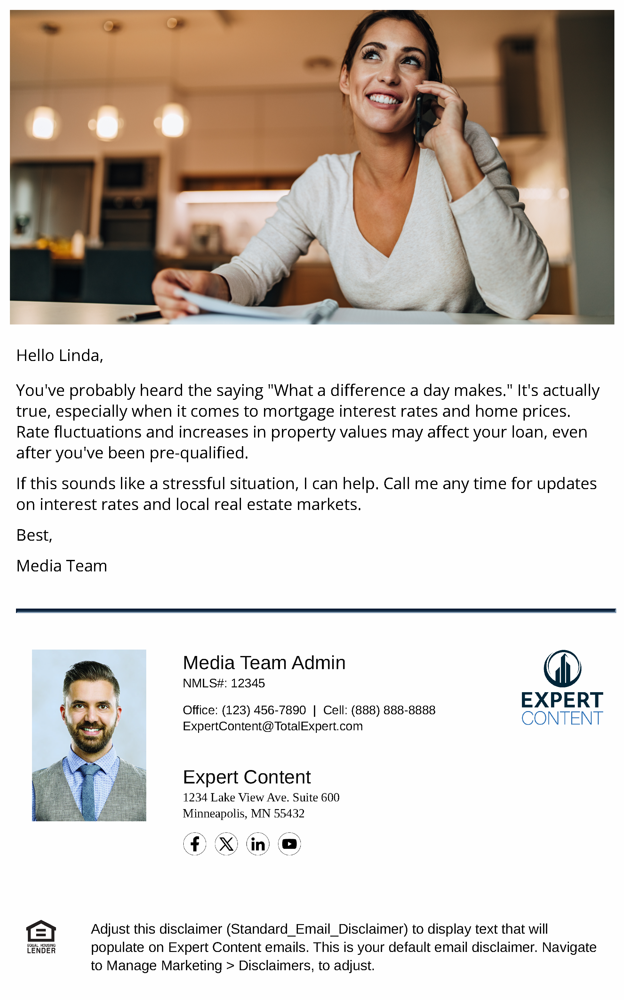 Hello Linda,
You've probably heard the saying "What a difference a day makes." It's actually
true, especially when it comes to mortgage interest rates and home prices.
Rate fluctuations and increases in property values may affect your loan, even
after you've been pre-qualified.
If this sounds like a stressful situation, I can help. Call me any time for updates
on interest rates and local real estate markets.
Best,
Media Team
Media Team Admin
NMLS#: 12345
Office: (123) 456-7890 | Cell: (888) 888-8888
ExpertContent@TotalExpert.com
EXPERT
CONTENT
Expert Content
1234 Lake View Ave. Suite 600
Minneapolis, MN 55432
EQUAL HOUSING
LENDER
Adjust this disclaimer (Standard_Email_Disclaimer) to display text that will
populate on Expert Content emails. This is your default email disclaimer. Navigate
to Manage Marketing > Disclaimers, to adjust.